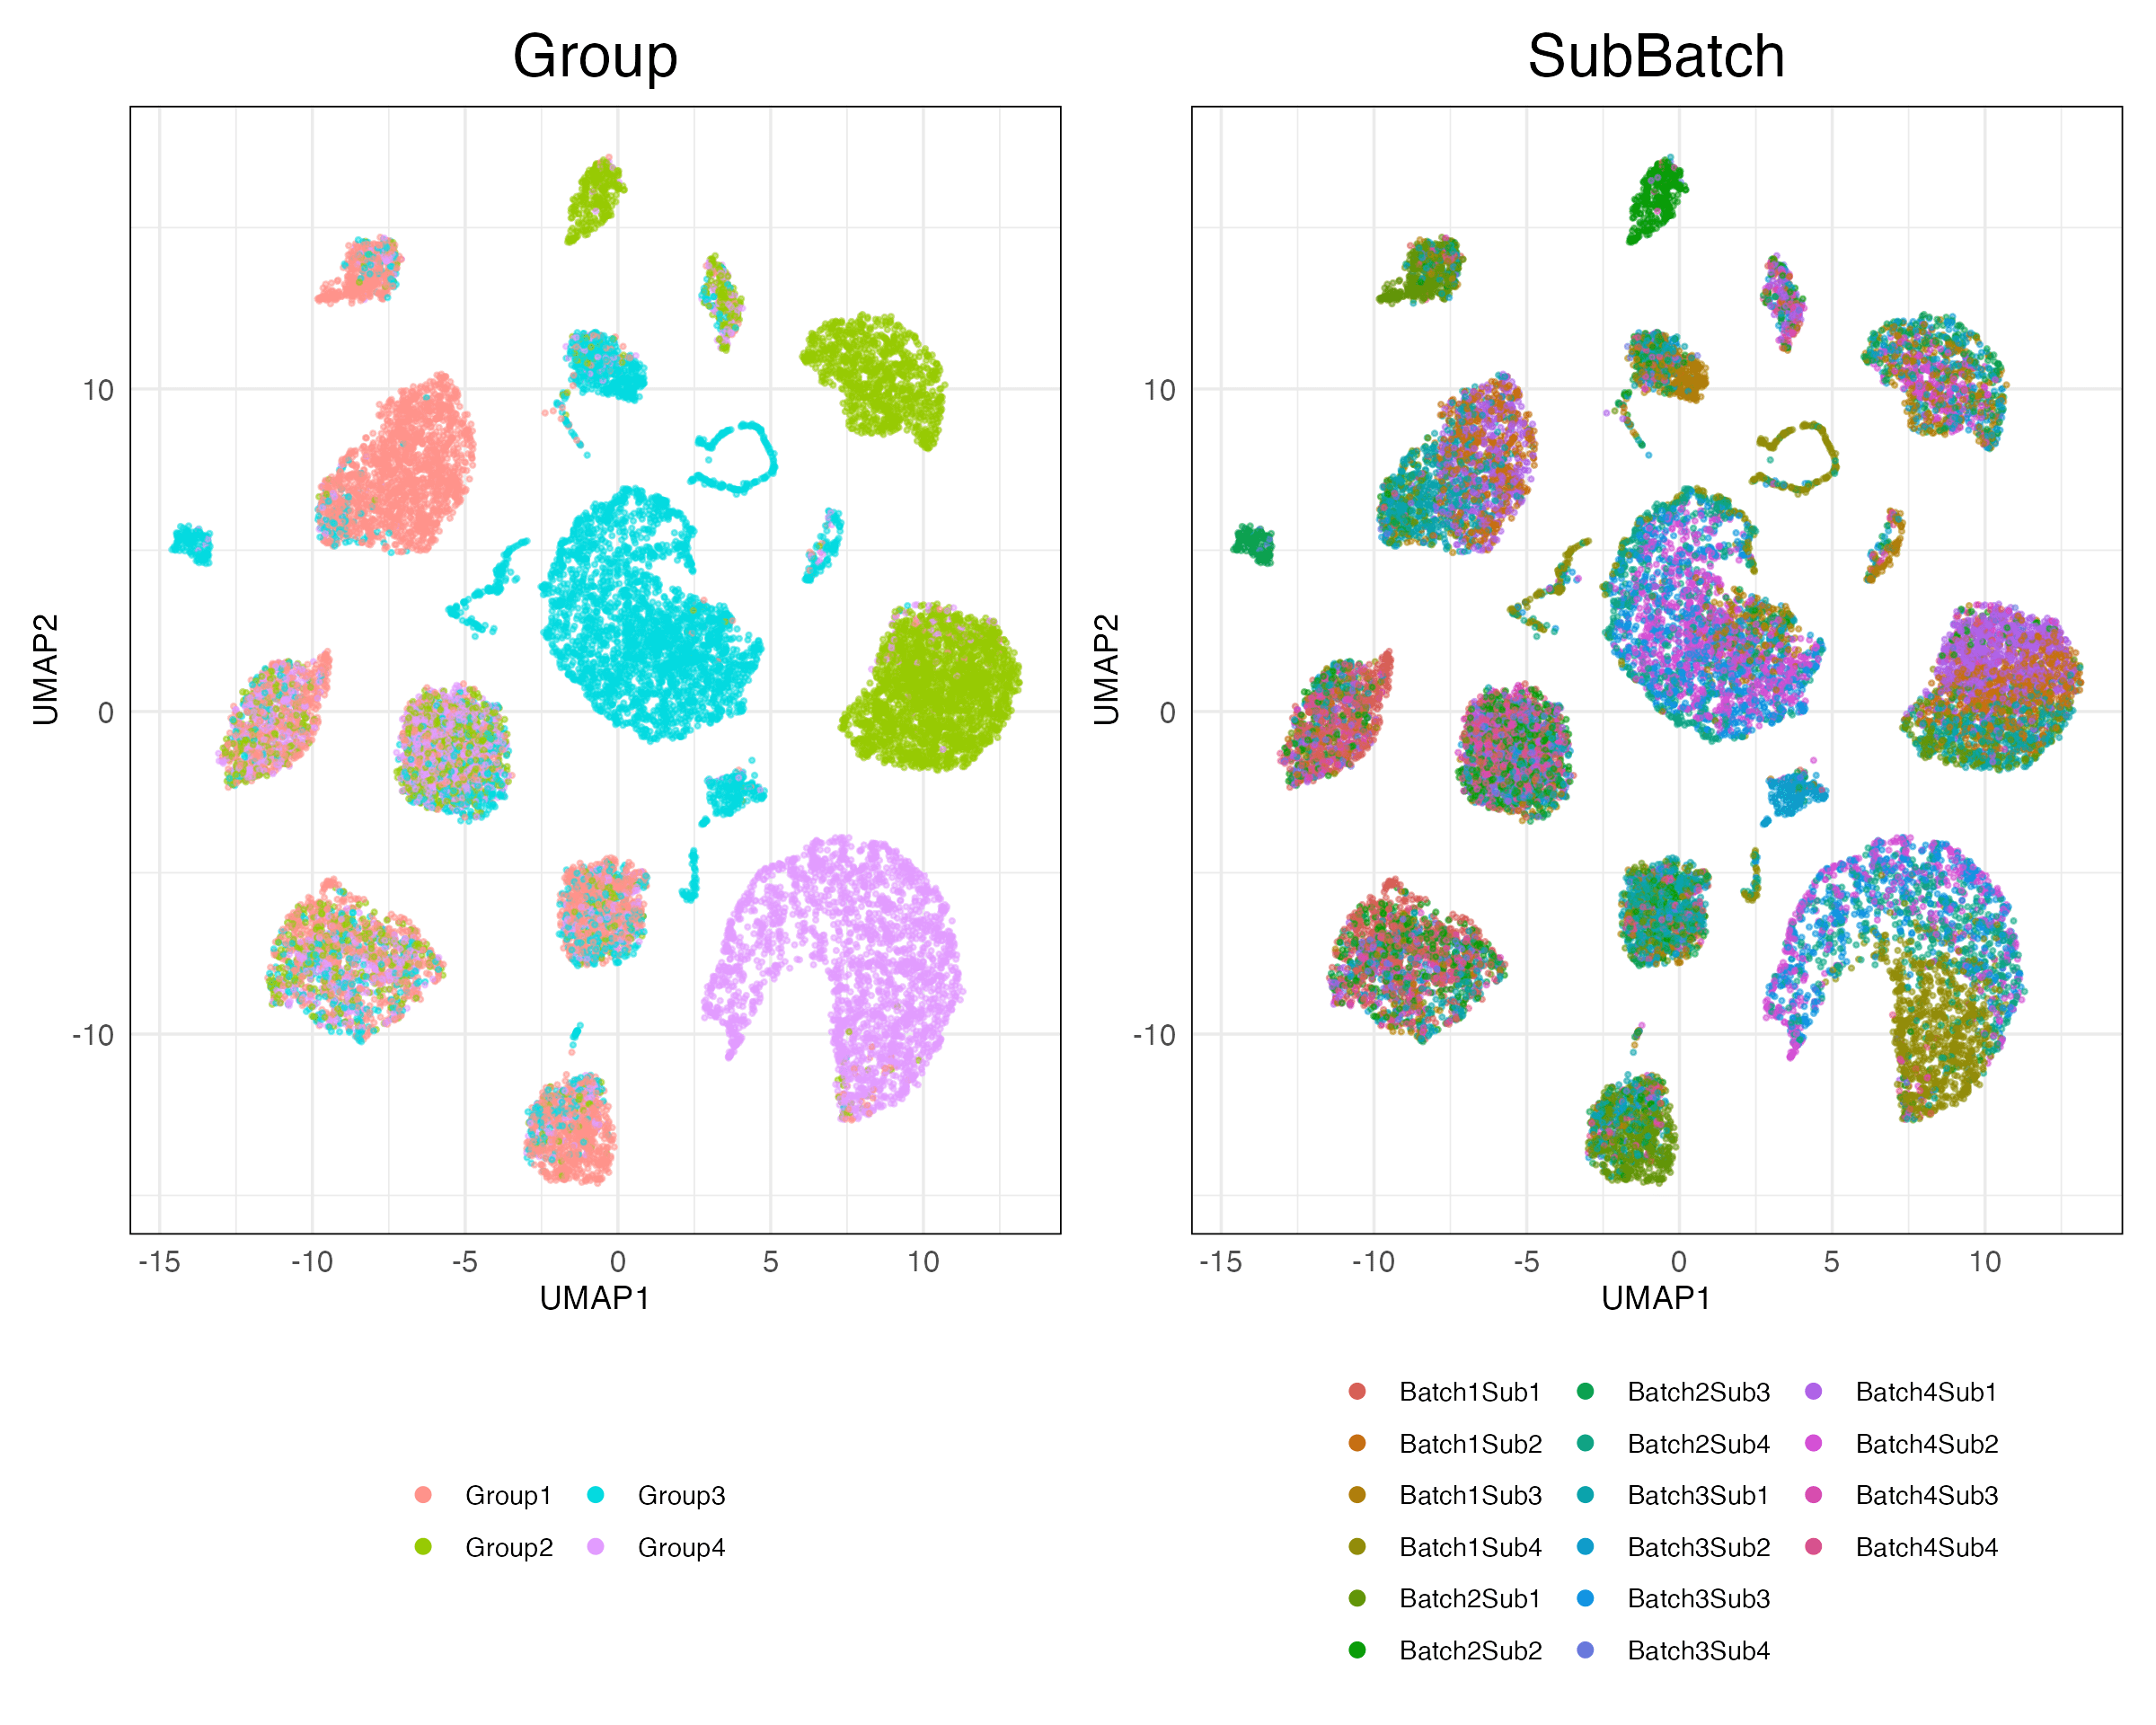 Group
SubBatch
10
0
-10
UMAP2
-15 -10 -5 0 5 10
UMAP1
10
0
-10
UMAP2
-15 -10 -5 0 5 10
UMAP1
Group1 Group3
Group2 Group4
Batch1Sub1 Batch2Sub3 Batch4Sub1
Batch1Sub2 Batch2Sub4 Batch4Sub2
Batch1Sub3 Batch3Sub1 Batch4Sub3
Batch1Sub4 Batch3Sub2 Batch4Sub4
Batch2Sub1 Batch3Sub3
Batch2Sub2 Batch3Sub4